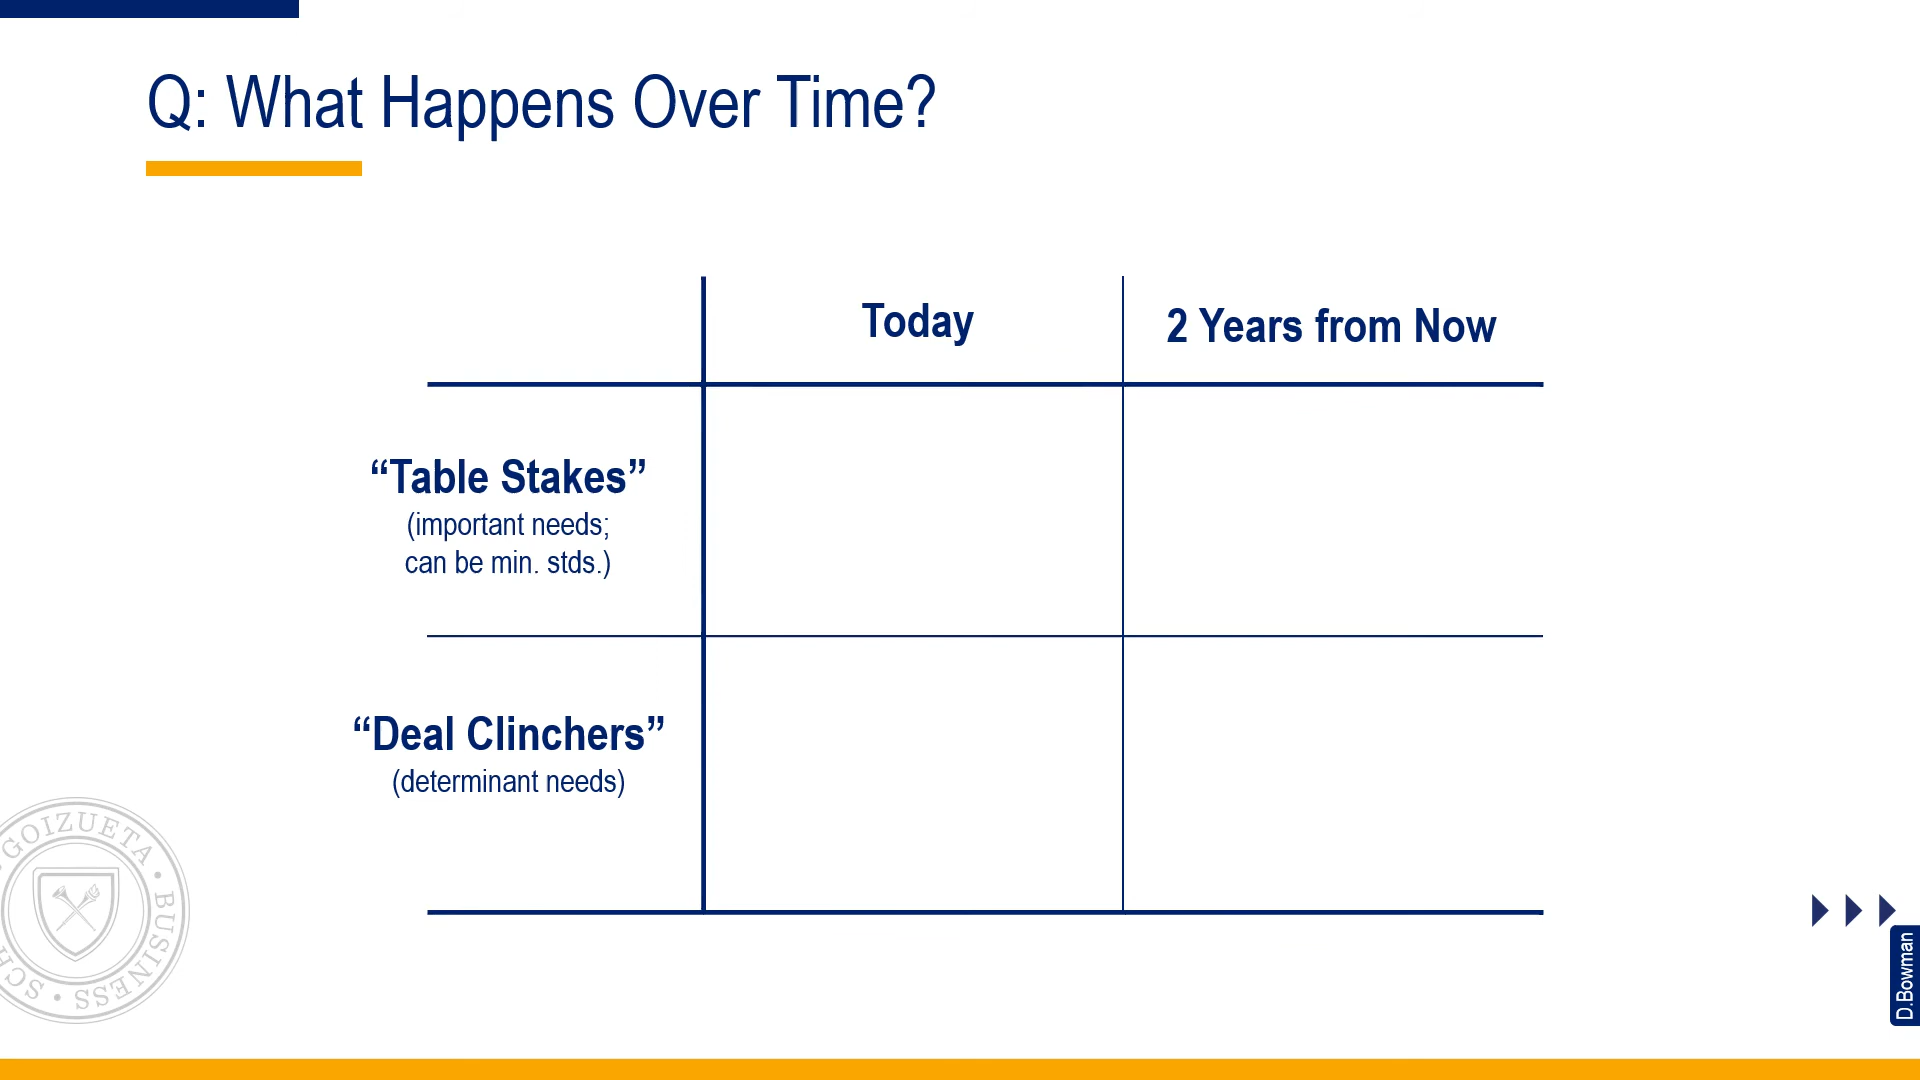 Q: What Happens Over Time?
Today
2 Years from Now
“Table Stakes”
(important needs;
can be min. stds.)
“Deal Clinchers”
(determinant needs)
GOIZUETA • BUSINESS • SCH
D.Bowman